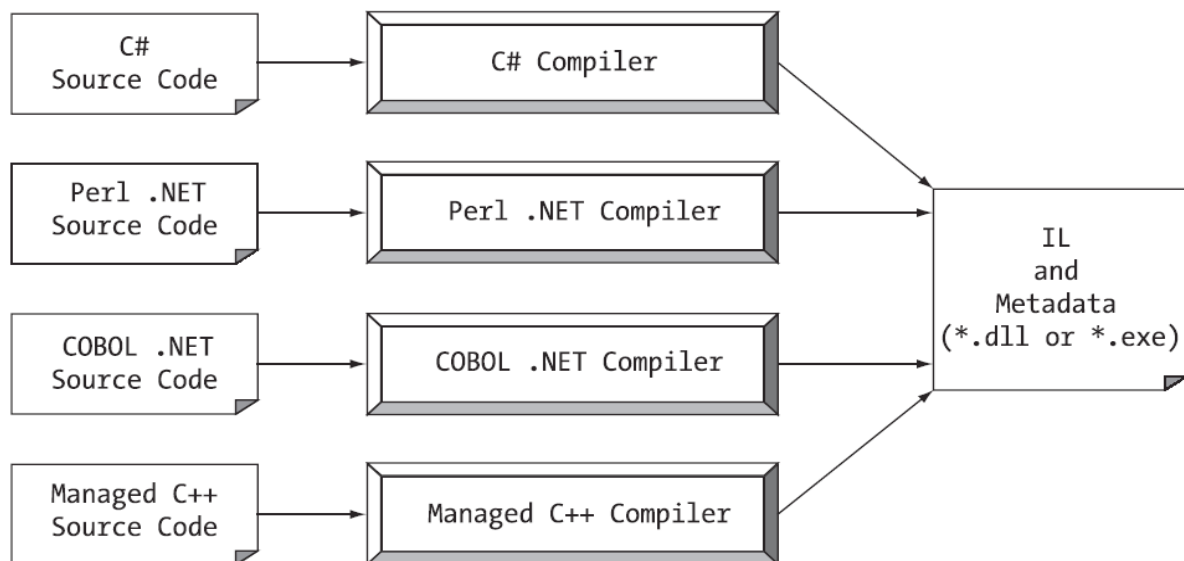 C#
Source Code
C# Compiler
Perl .NET
Source Code
Perl .NET Compiler
IL
and
Metadata
(*.dll or *.exe)
COBOL .NET
Source Code
COBOL .NET Compiler
Managed C++
Source Code
Managed C++ Compiler